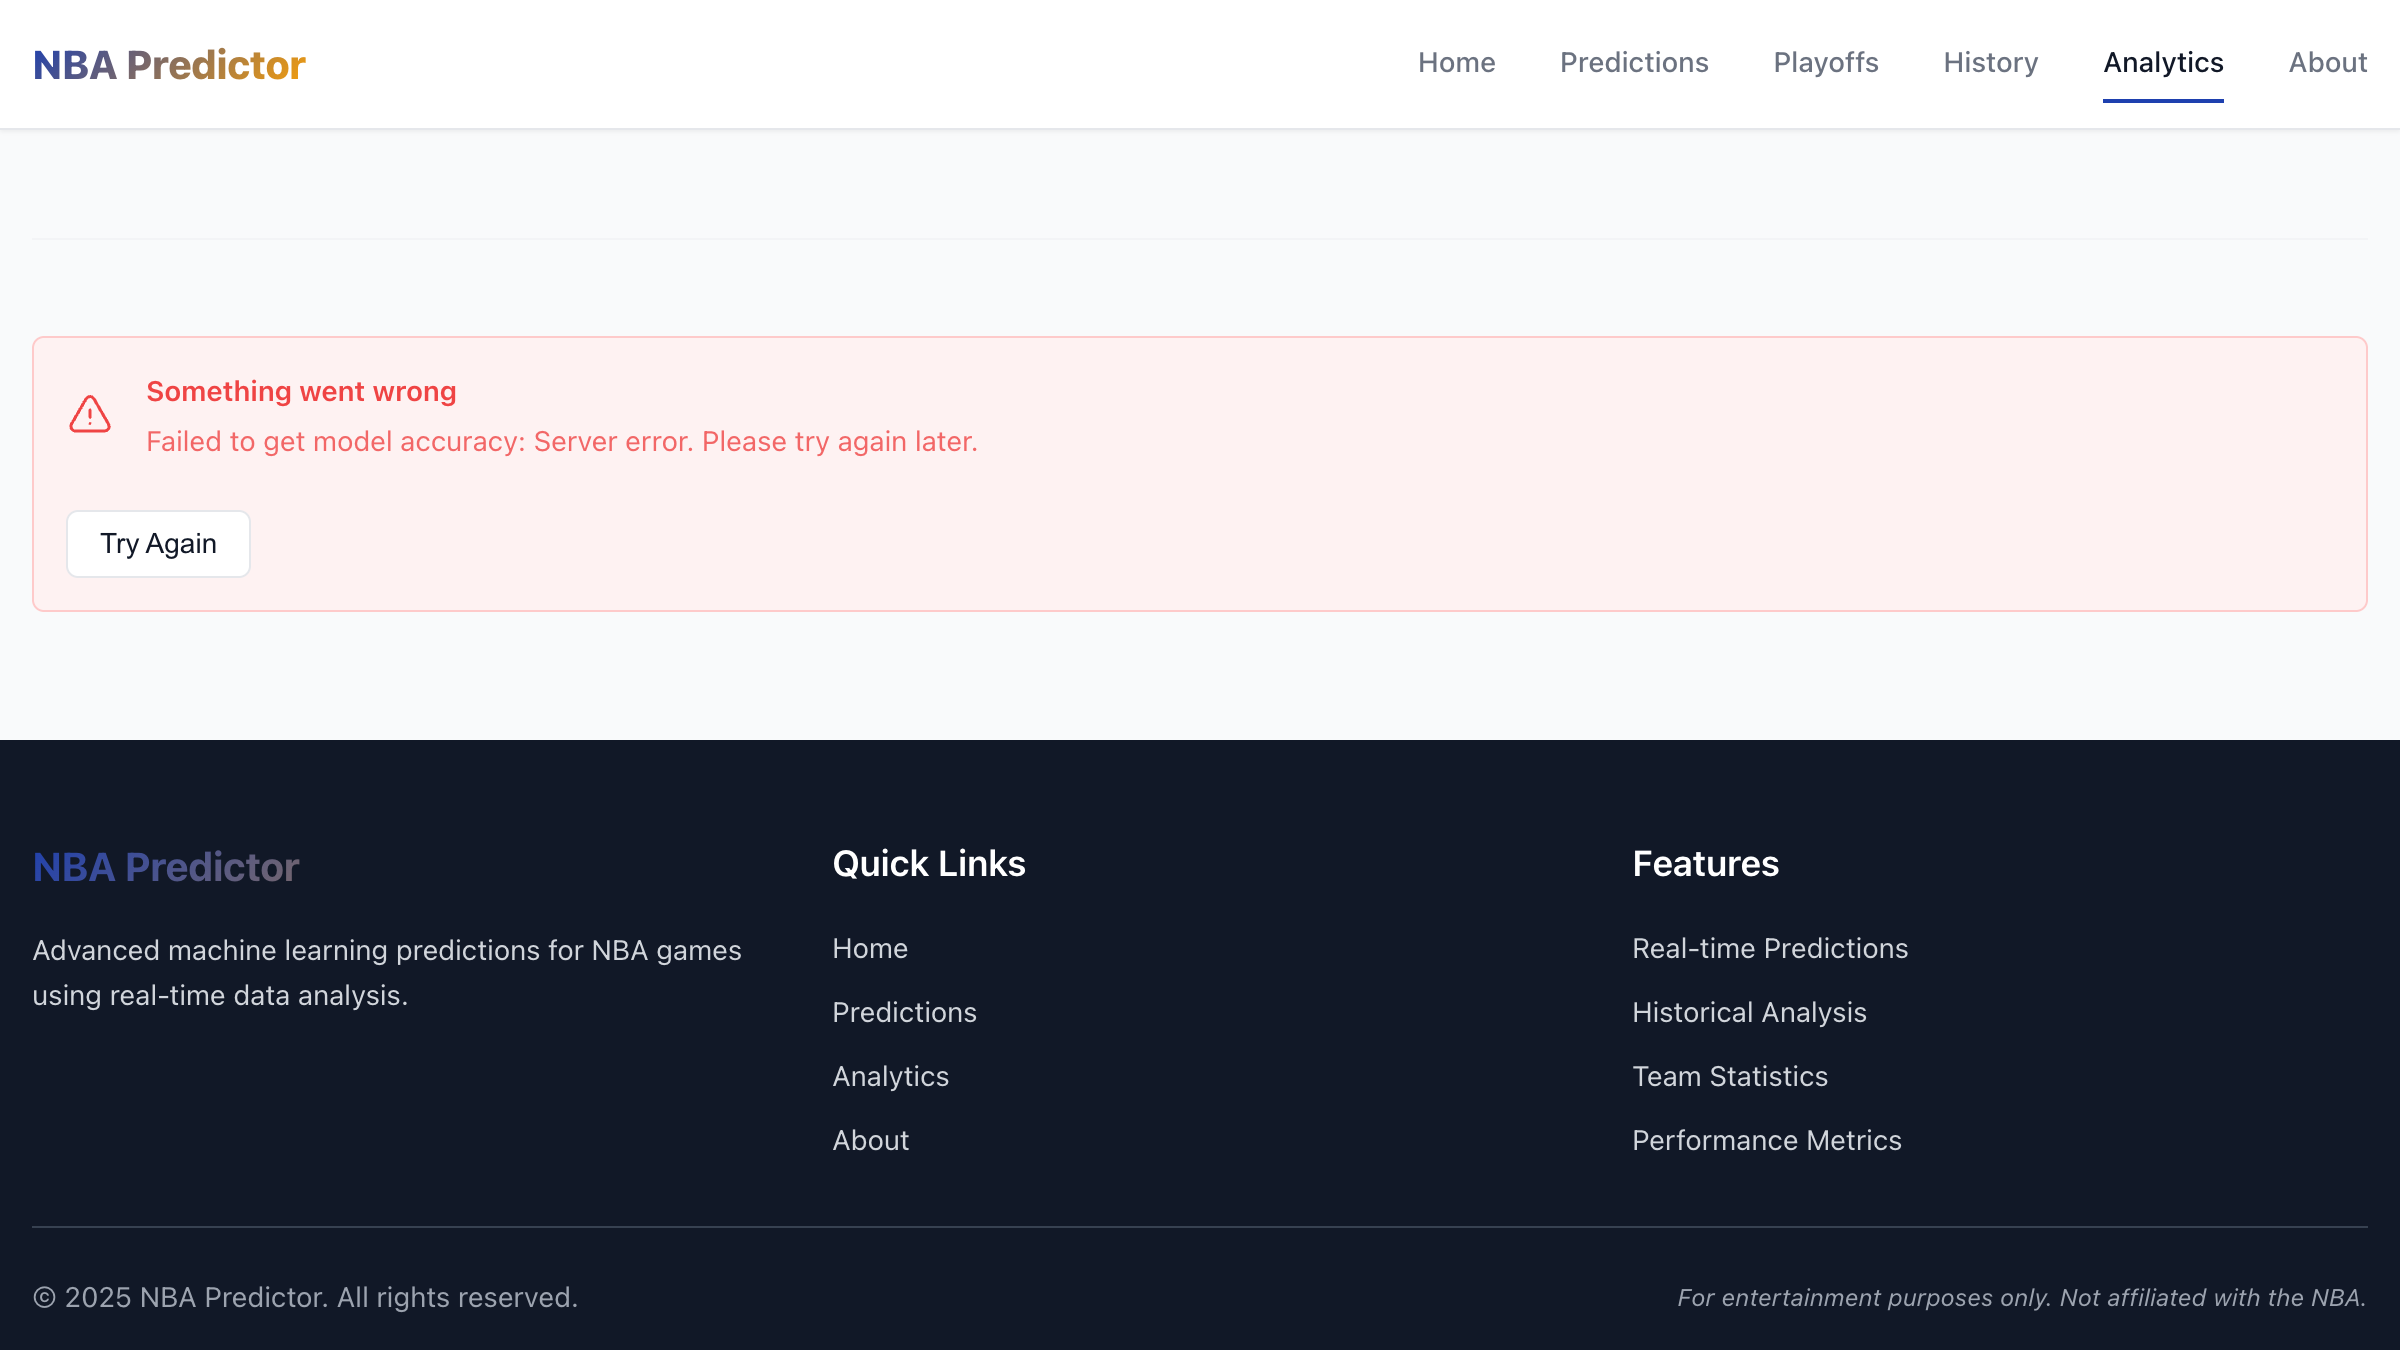 NBA Predictor
Home
Predictions
Playoffs
History
Analytics
About
Something went wrong
Failed to get model accuracy: Server error. Please try again later.
Try Again
NBA Predictor
Advanced machine learning predictions for NBA games
using real-time data analysis.
Quick Links
Home
Predictions
Analytics
About
Features
Real-time Predictions
Historical Analysis
Team Statistics
Performance Metrics
© 2025 NBA Predictor. All rights reserved.
For entertainment purposes only. Not affiliated with the NBA.